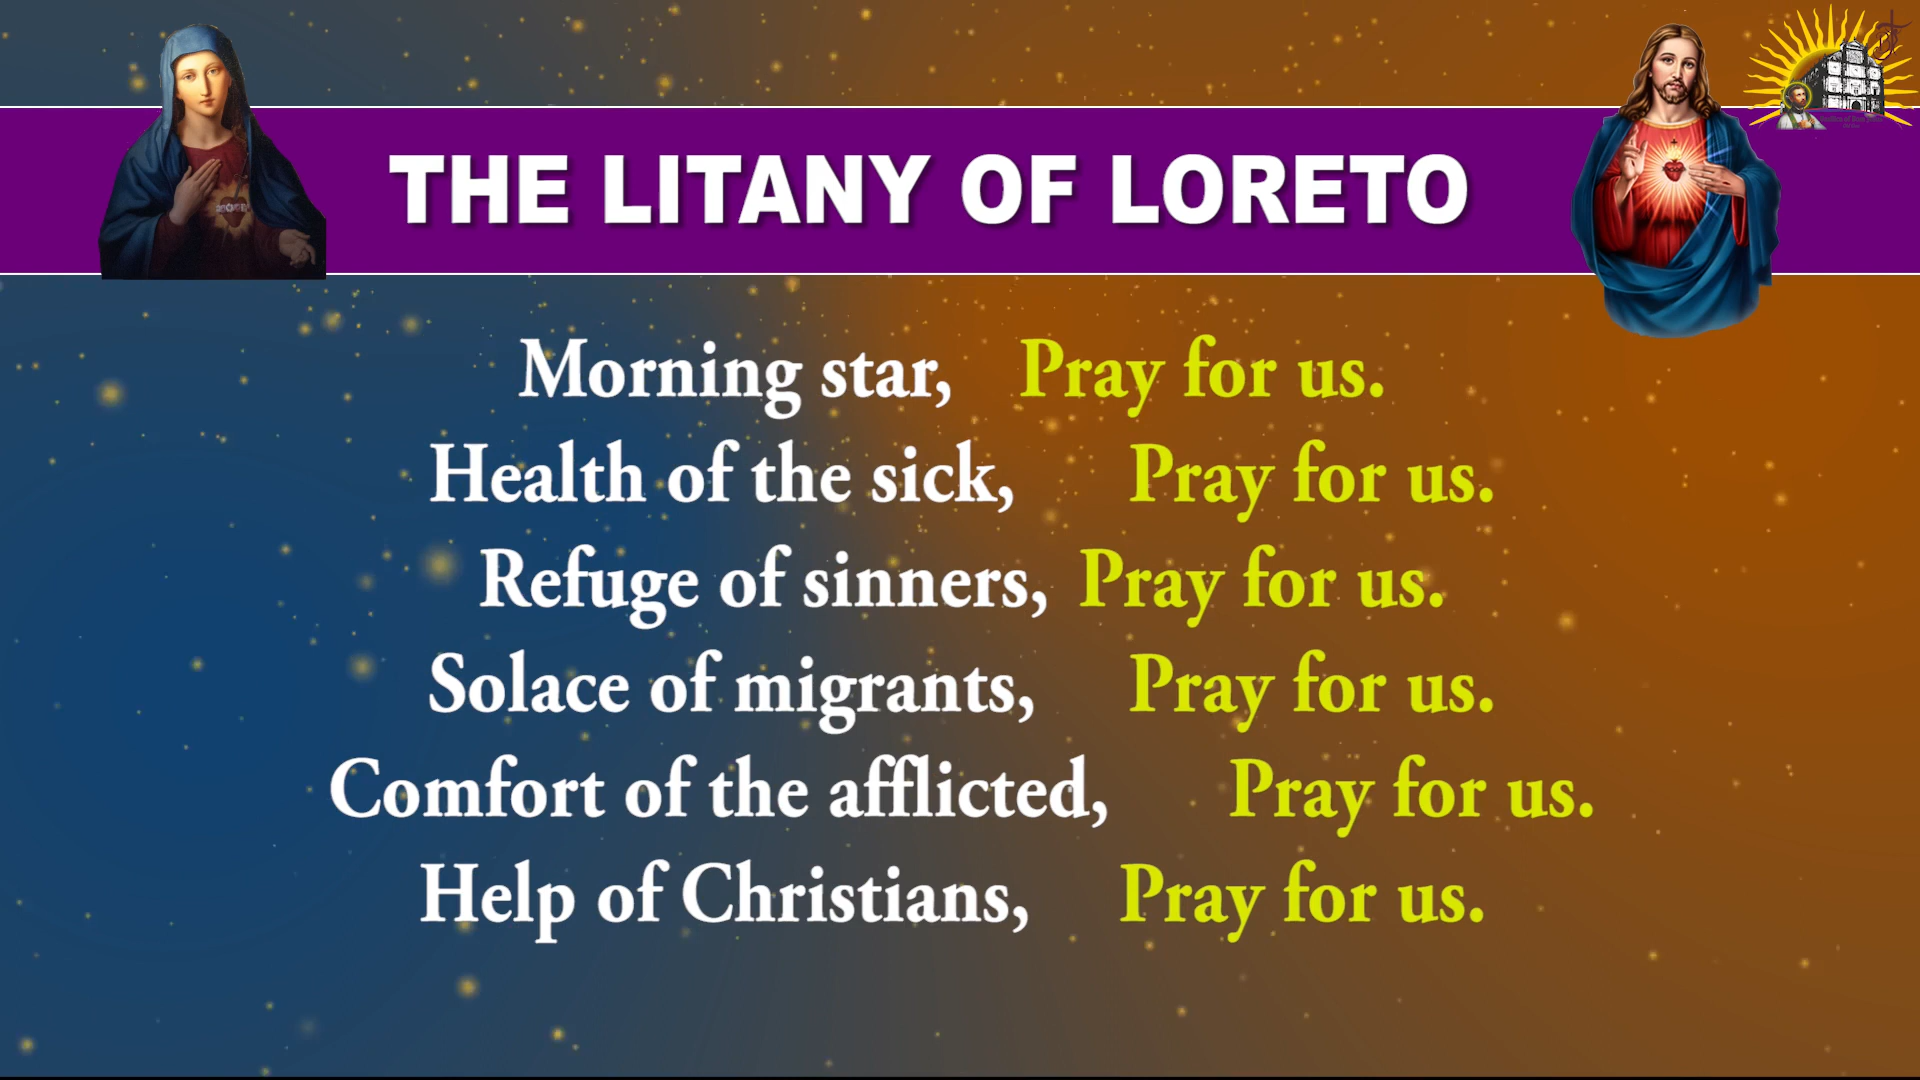 THE LITANY OF LORETO
Morning star, Pray for us.
Health of the sick, Pray for us.
Refuge of sinners, Pray for us.
Solace of migrants, Pray for us.
Comfort of the afflicted, Pray for us.
Help of Christians, Pray for us.